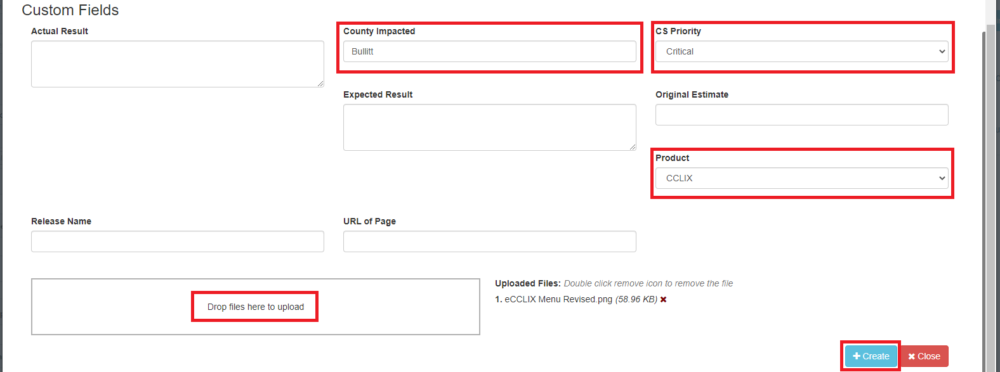 Custom Fields
Actual Result
County Impacted
CS Priority
Bullitt
Critical
Expected Result
Original Estimate
Product
CCLIX
Release Name
URL of Page
Drop files here to upload
Uploaded Files: Double click remove icon to remove the file
1. eCCLIX Menu Revised.png (58.96 KB) ✖
+ Create
✖ Close